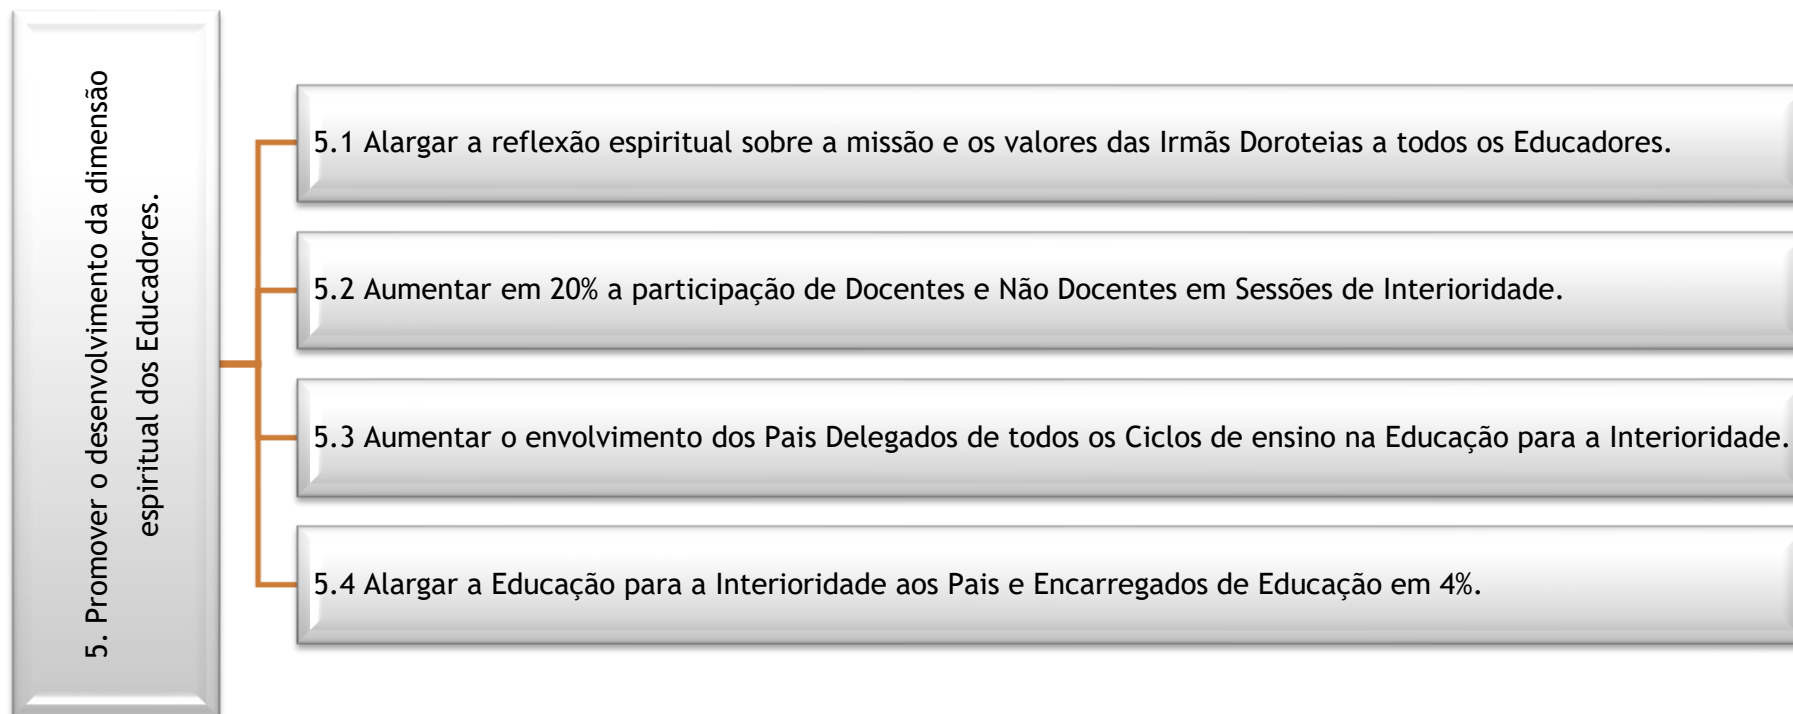 5. Promover o desenvolvimento da dimensão
espiritual dos Educadores.
5.1 Alargar a reflexão espiritual sobre a missão e os valores das Irmãs Doroteias a todos os Educadores.
5.2 Aumentar em 20% a participação de Docentes e Não Docentes em Sessões de Interioridade.
5.3 Aumentar o envolvimento dos Pais Delegados de todos os Ciclos de ensino na Educação para a Interioridade.
5.4 Alargar a Educação para a Interioridade aos Pais e Encarregados de Educação em 4%.